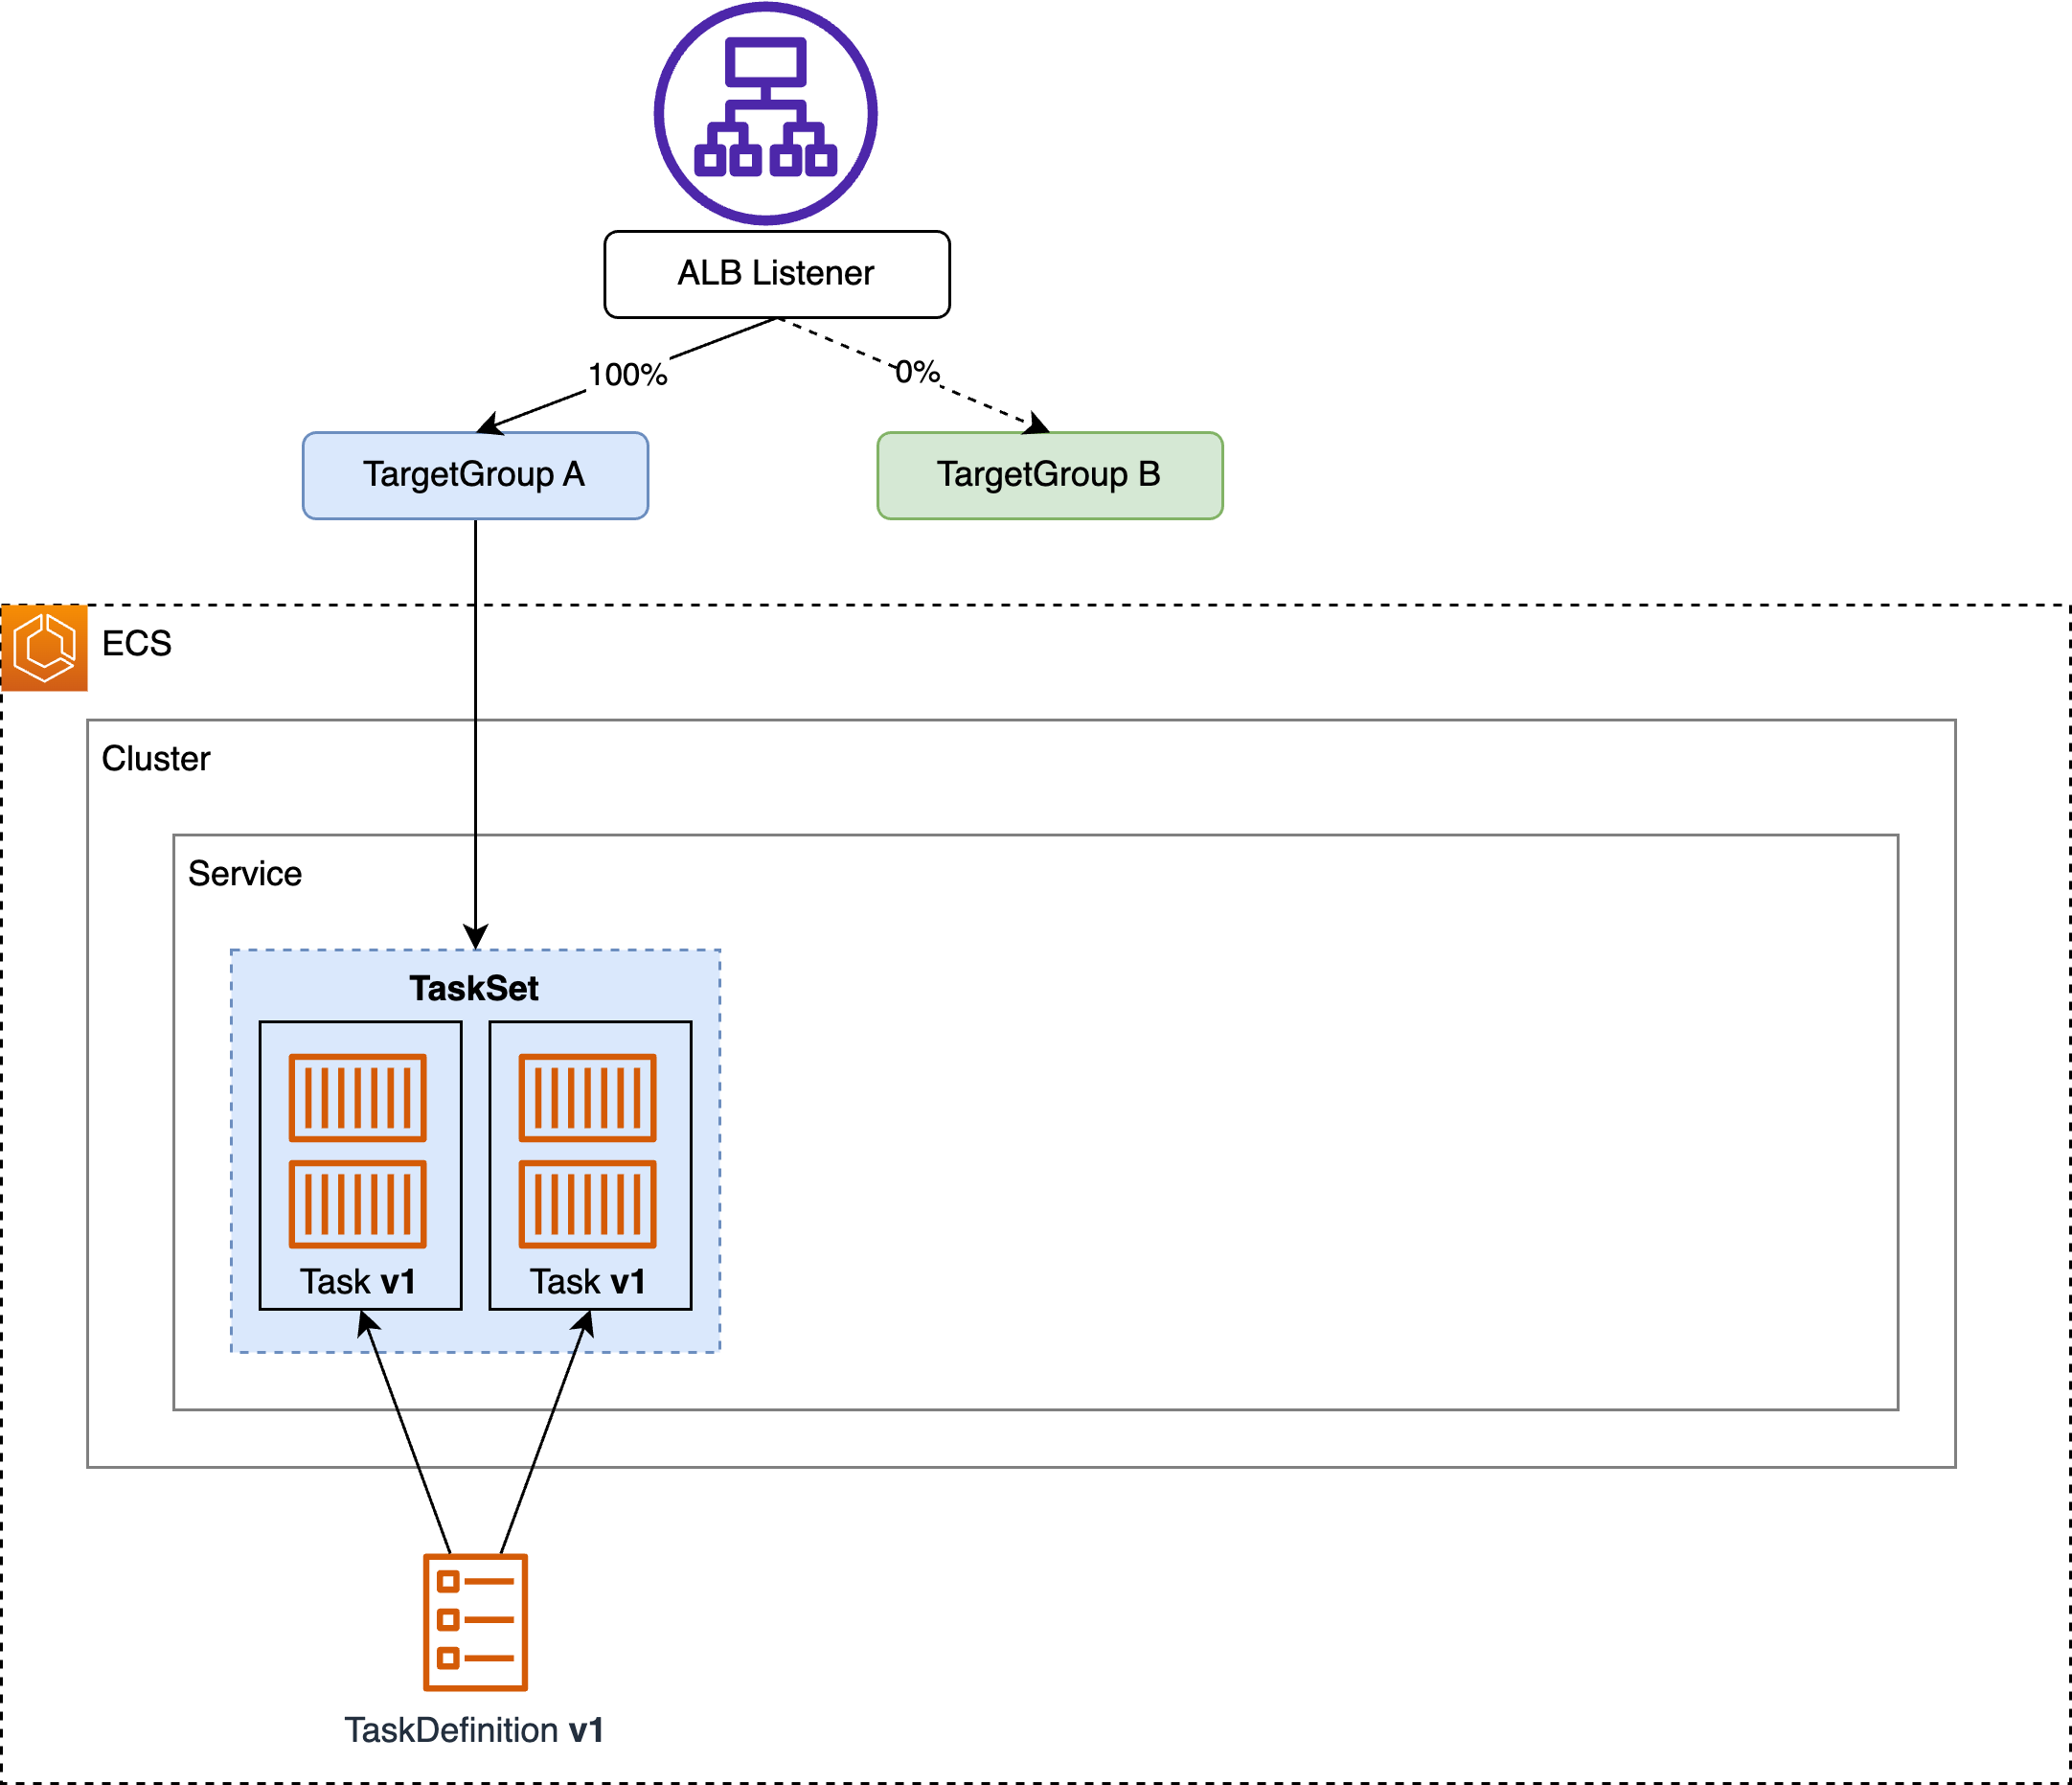 ALB Listener
100%
0%
TargetGroup A
TargetGroup B
ECS
Cluster
Service
TaskSet
Task v1
Task v1
TaskDefinition v1